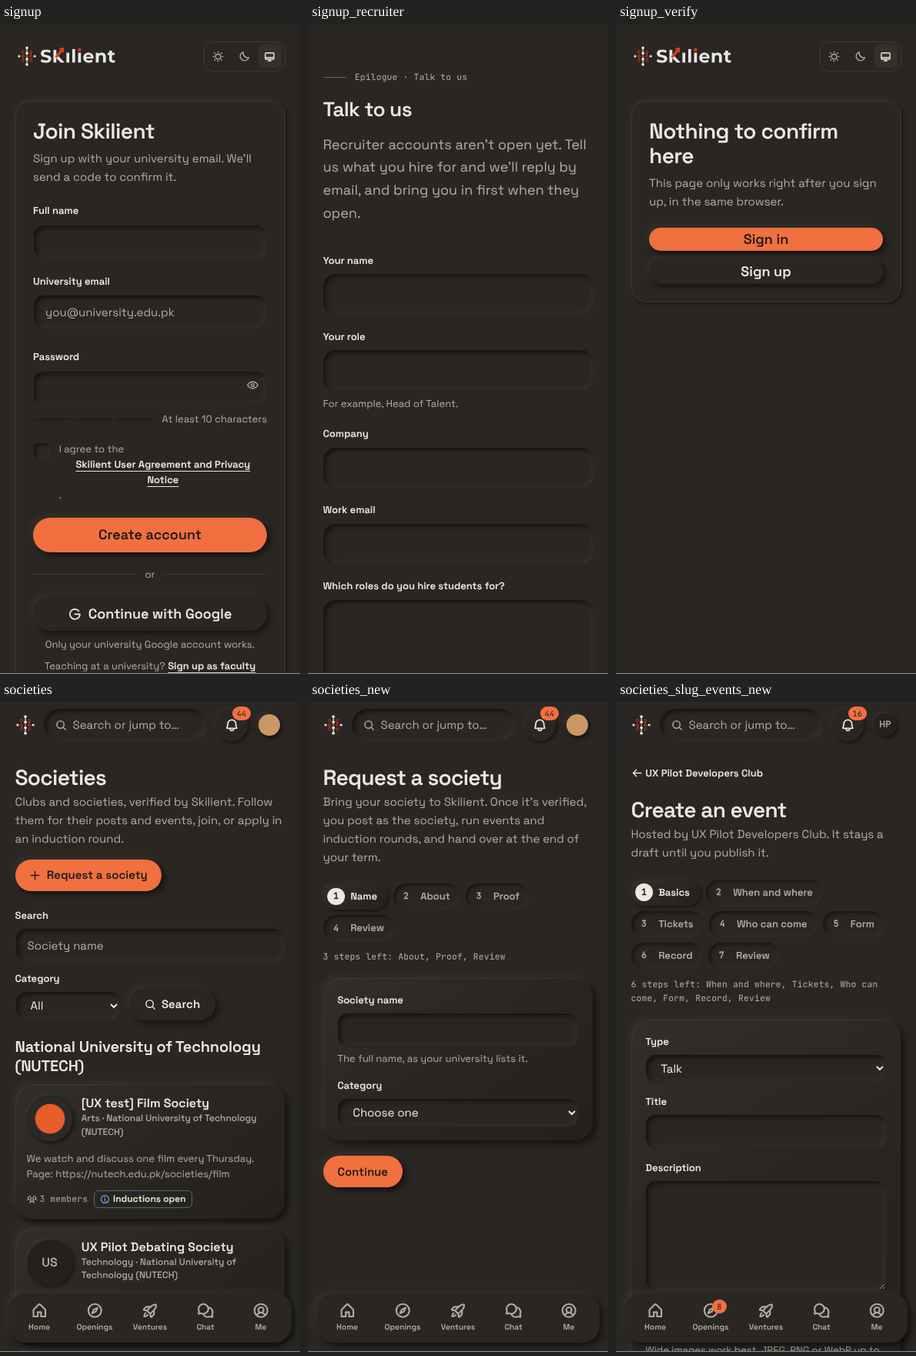 signup
Skilient
Join Skilient
Sign up with your university email. We'll
send a code to confirm it.
Full name
University email
you@university.edu.pk
Password
At least 10 characters
I agree to the
Skilient User Agreement and Privacy
Notice
.
Create account
or
Continue with Google
Only your university Google account works.
Teaching at a university? Sign up as faculty
signup_recruiter
Epilogue · Talk to us
Talk to us
Recruiter accounts aren't open yet. Tell
us what you hire for and we'll reply by
email, and bring you in first when they
open.
Your name
Your role
For example, Head of Talent.
Company
Work email
Which roles do you hire students for?
signup_verify
Skilient
Nothing to confirm
here
This page only works right after you sign
up, in the same browser.
Sign in
Sign up
societies
Search or jump to...
44
Societies
Clubs and societies, verified by Skilient. Follow
them for their posts and events, join, or apply in
an induction round.
+ Request a society
Search
Society name
Category
All
Search
National University of Technology
(NUTECH)
[UX test] Film Society
Arts · National University of Technology
(NUTECH)
We watch and discuss one film every Thursday.
Page: https://nutech.edu.pk/societies/film
3 members
Inductions open
US
UX Pilot Debating Society
Technology · National University of
Technology (NUTECH)
Home
Openings
Ventures
Chat
Me
societies_new
Search or jump to...
44
Request a society
Bring your society to Skilient. Once it's verified,
you post as the society, run events and
induction rounds, and hand over at the end of
your term.
1 Name
2 About
3 Proof
4 Review
3 steps left: About, Proof, Review
Society name
The full name, as your university lists it.
Category
Choose one
Continue
Home
Openings
Ventures
Chat
Me
societies_slug_events_new
Search or jump to...
16
HP
← UX Pilot Developers Club
Create an event
Hosted by UX Pilot Developers Club. It stays a
draft until you publish it.
1 Basics
2 When and where
3 Tickets
4 Who can come
5 Form
6 Record
7 Review
6 steps left: When and where, Tickets, Who can
come, Form, Record, Review
Type
Talk
Title
Description
8
Home
Openings
Ventures
Chat
Me
Wide images work best. JPEG, PNG or WebP up to